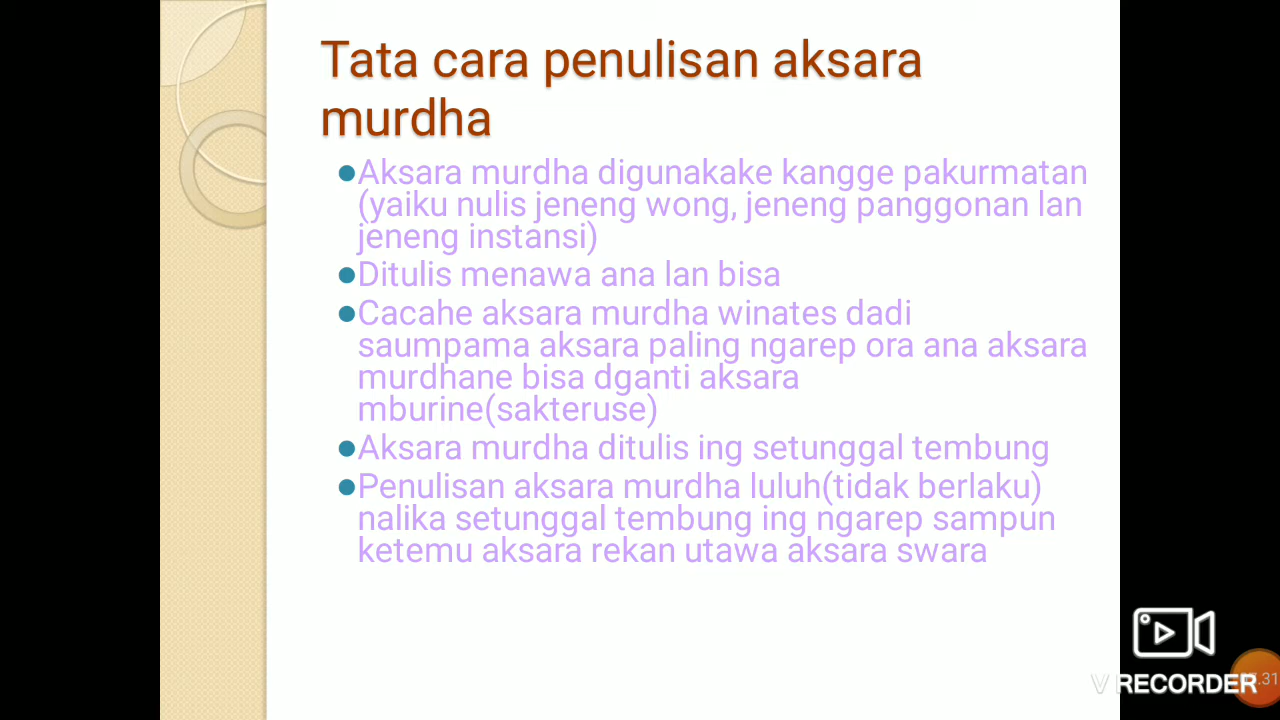 Tata cara penulisan aksara
murdha
●Aksara murdha digunakake kangge pakurmatan
(yaiku nulis jeneng wong, jeneng panggonan lan
jeneng instansi)
●Ditulis menawa ana lan bisa
●Cacahe aksara murdha winates dadi
saumpama aksara paling ngarep ora ana aksara
murdhane bisa dganti aksara
mburine(sakteruse)
●Aksara murdha ditulis ing setunggal tembung
●Penulisan aksara murdha luluh(tidak berlaku)
nalika setunggal tembung ing ngarep sampun
ketemu aksara rekan utawa aksara swara
V RECORDER